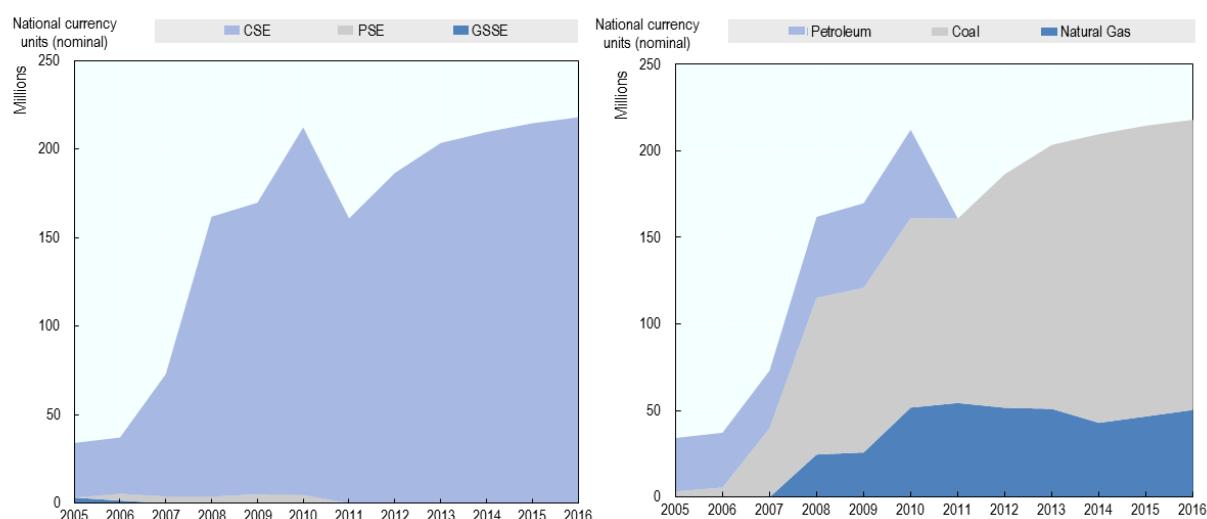 National currency
units (nominal)
CSE PSE GSSE
Millions
250
200
150
100
50
0
2005 2006 2007 2008 2009 2010 2011 2012 2013 2014 2015 2016
National currency
units (nominal)
Petroleum Coal Natural Gas
Millions
250
200
150
100
50
0
2005 2006 2007 2008 2009 2010 2011 2012 2013 2014 2015 2016